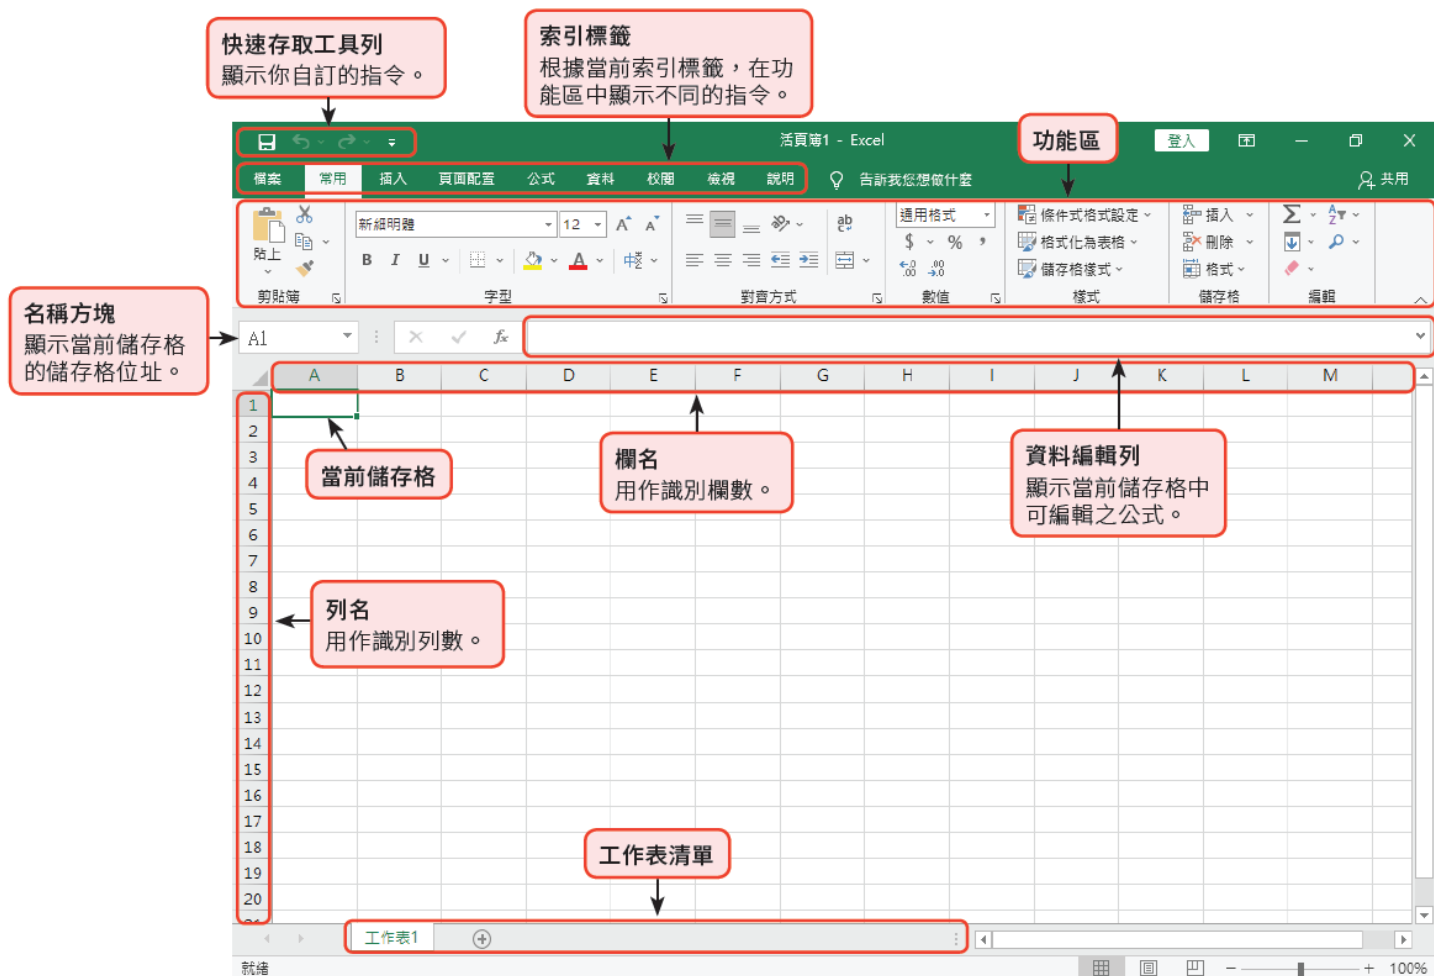 快速存取工具列
顯示你自訂的指令。
索引標籤
根據當前索引標籤，在功
能區中顯示不同的指令。
功能區
活頁簿1 - Excel
登入
檔案 常用 插入 頁面配置 公式 資料 校閱 檢視 說明 告訴我您想做什麼 共用
貼上
新細明體 12
B I U
通用格式
$ % ,
條件式格式設定
格式化為表格
儲存格樣式
插入
刪除
格式
剪貼簿 字型 對齊方式 數值 樣式 儲存格 編輯
名稱方塊
顯示當前儲存格
的儲存格位址。
A1 fx
A B C D E F G H I J K L M
1
2
3
4
5
6
7
8
9
10
11
12
13
14
15
16
17
18
19
20
當前儲存格
欄名
用作識別欄數。
資料編輯列
顯示當前儲存格中
可編輯之公式。
列名
用作識別列數。
工作表清單
工作表1
就緒 100%